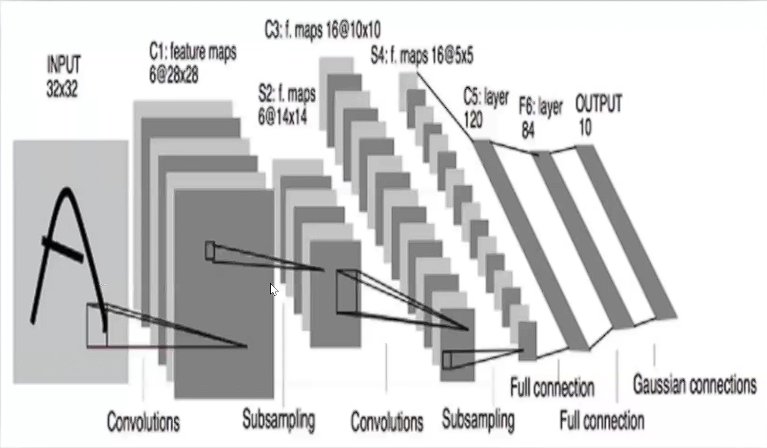 INPUT
32x32
C1: feature maps
6@28x28
C3: f. maps 16@10x10
S2: f. maps
6@14x14
S4: f. maps 16@5x5
C5: layer
120
F6: layer
84
OUTPUT
10
A
Convolutions
Subsampling
Convolutions
Subsampling
Full connection
Full connection
Gaussian connections